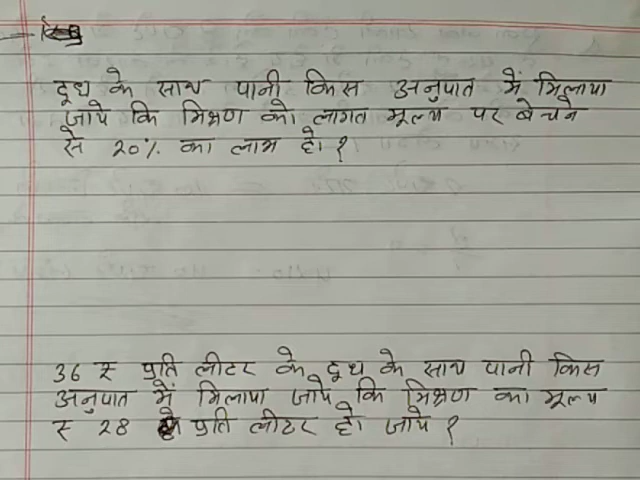 दूध के साथ पानी किस अनुपात में मिलाया
जाये कि मिश्रण को लागत मूल्य पर बेचने
से 20% का लाभ हो ?
36 ₹ प्रति लीटर के दूध के साथ पानी किस
अनुपात में मिलाया जाये कि मिश्रण का मूल्य
₹ 28 प्रति लीटर हो जाये ?